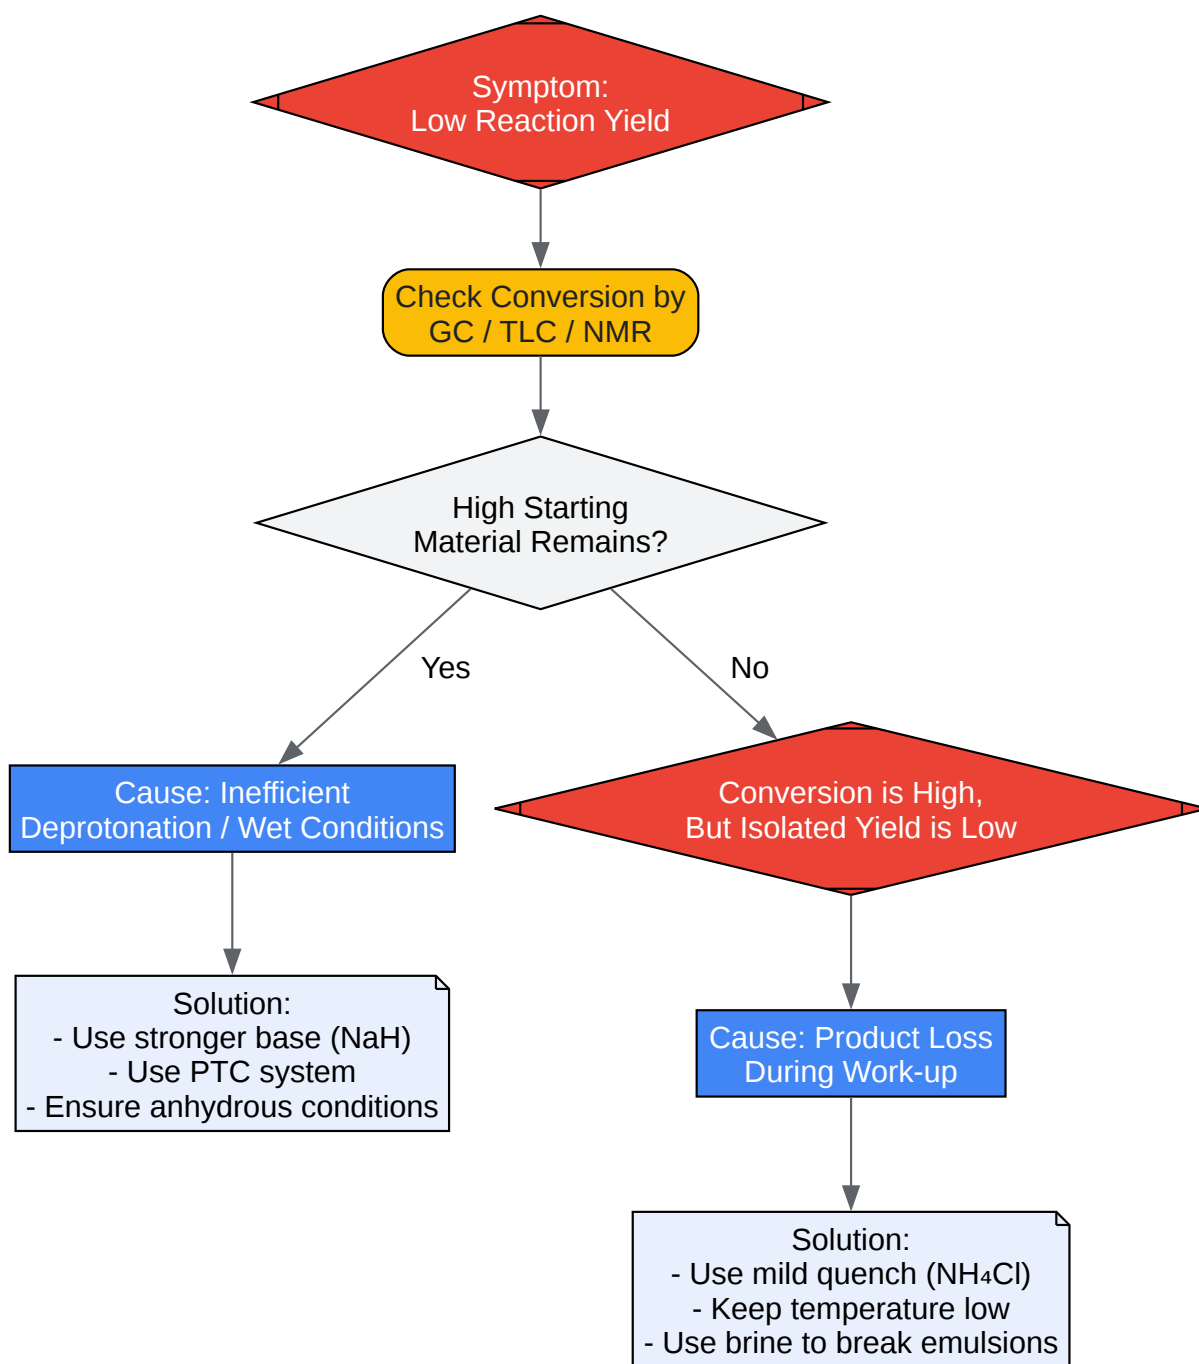 Symptom:
Low Reaction Yield
Check Conversion by
GC / TLC / NMR
High Starting
Material Remains?
Yes
No
Cause: Inefficient
Deprotonation / Wet Conditions
Conversion is High,
But Isolated Yield is Low
Solution:
- Use stronger base (NaH)
- Use PTC system
- Ensure anhydrous conditions
Cause: Product Loss
During Work-up
Solution:
- Use mild quench (NH₄Cl)
- Keep temperature low
- Use brine to break emulsions